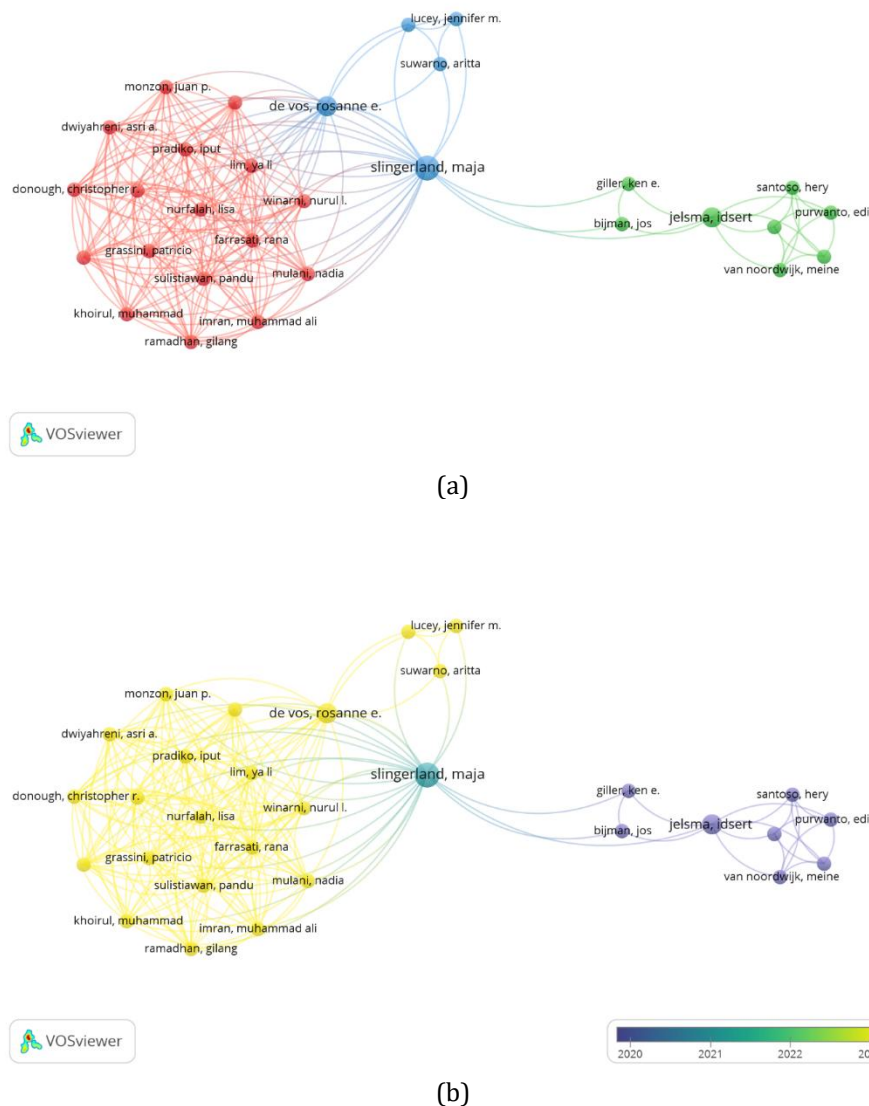 lucey, jennifer m.
suwarno, aritta
monzon, juan p.
de vos, rosanne e.
dwiyahreni, asri a.
pradiko, iput
lim, ya li
slingerland, maja
giller, ken e.
santoso, hery
donough, christopher r.
winarni, nurul l.
nurfalah, lisa
purwanto, edi
bijman, jos
jelsma, idsert
farrasati, rana
grassini, patricio
van noordwijk, meine
sulistiawan, pandu
mulani, nadia
khoirul, muhammad
imran, muhammad ali
ramadhan, gilang
VOSviewer
(a)
lucey, jennifer m.
suwarno, aritta
monzon, juan p.
de vos, rosanne e.
dwiyahreni, asri a.
pradiko, iput
lim, ya li
slingerland, maja
giller, ken e.
santoso, hery
donough, christopher r.
winarni, nurul l.
nurfalah, lisa
purwanto, edi
bijman, jos
jelsma, idsert
farrasati, rana
grassini, patricio
van noordwijk, meine
sulistiawan, pandu
mulani, nadia
khoirul, muhammad
imran, muhammad ali
ramadhan, gilang
VOSviewer
2020 2021 2022
(b)